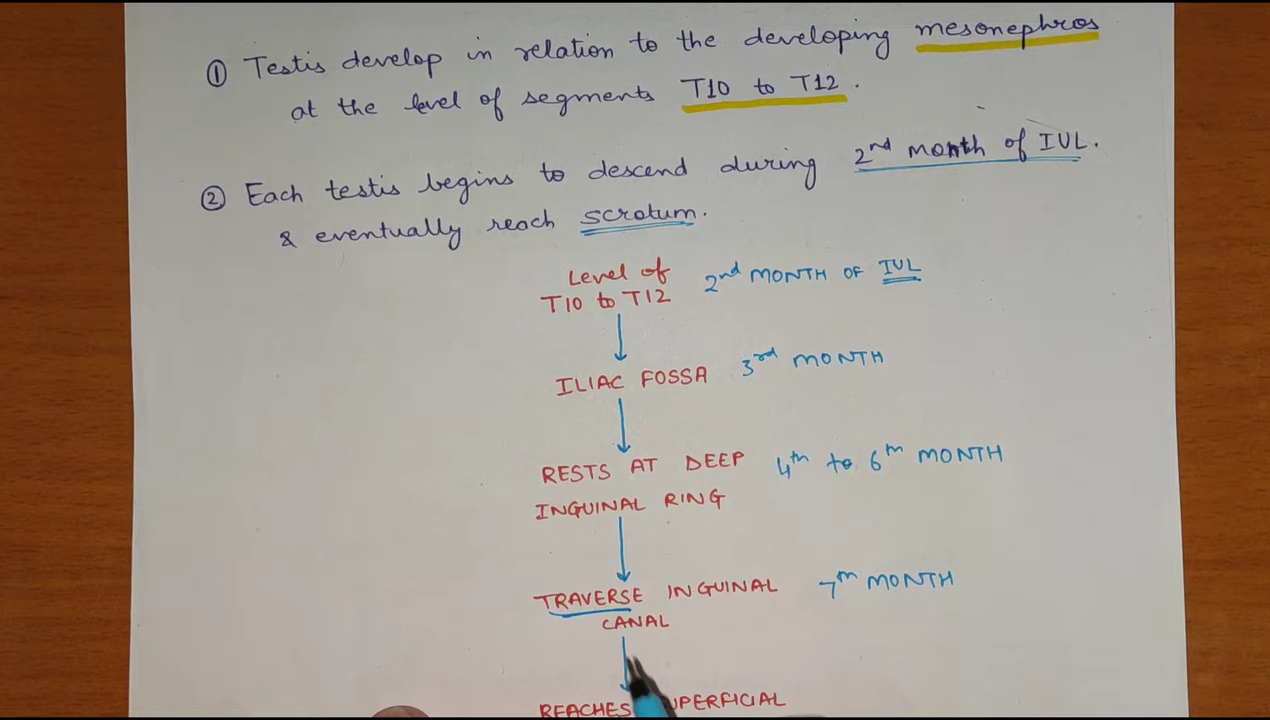 ① Testis develop in relation to the developing mesonephros
at the level of segments T10 to T12.
② Each testis begins to descend during 2nd month of IUL.
& eventually reach scrotum.
Level of
T10 to T12
2nd MONTH OF IUL
ILIAC FOSSA
3rd MONTH
RESTS AT DEEP
INGUINAL RING
4th to 6th MONTH
TRAVERSE INGUINAL
CANAL
7th MONTH
REACHES SUPERFICIAL